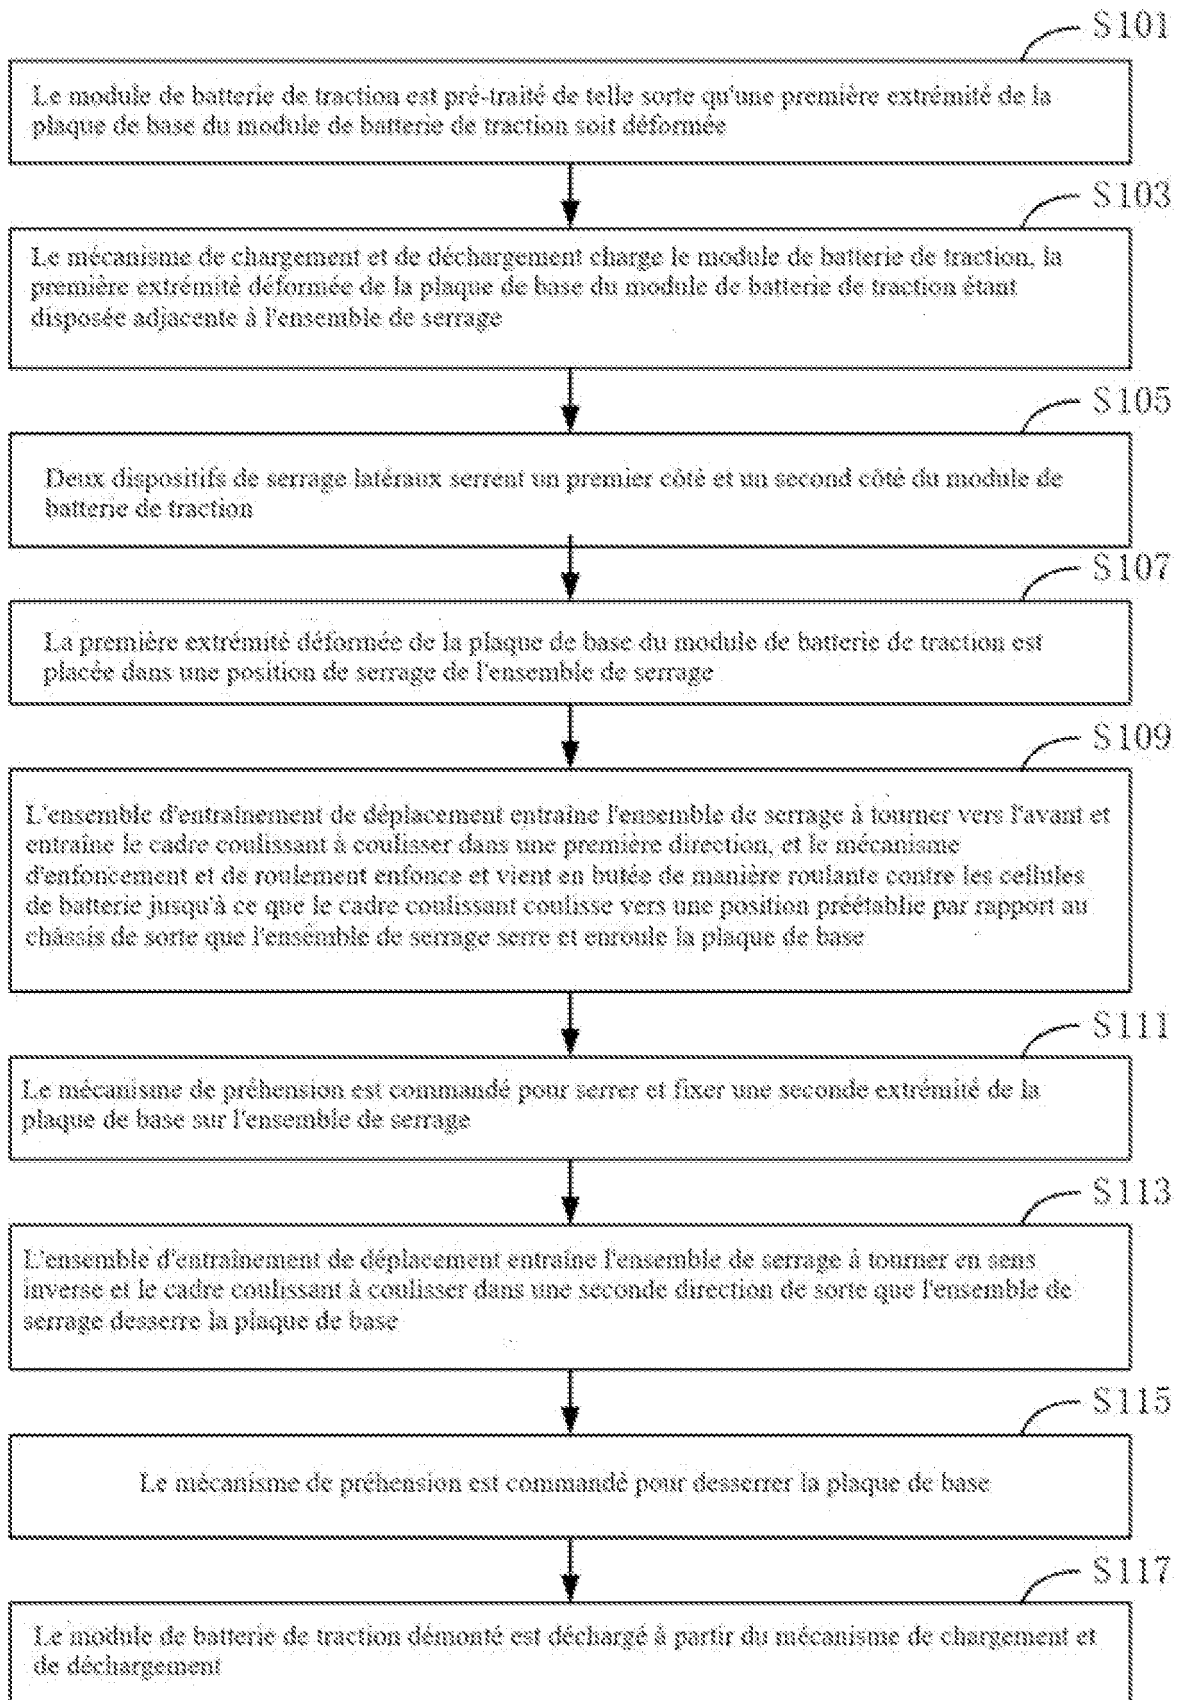 S101
Le module de batterie de traction est pré-traité de telle sorte qu'une première extrémité de la
plaque de base du module de batterie de traction soit déformée
S103
Le mécanisme de chargement et de déchargement charge le module de batterie de traction, la
première extrémité déformée de la plaque de base du module de batterie de traction étant
disposée adjacente à l'ensemble de serrage
S105
Deux dispositifs de serrage latéraux serrent un premier côté et un second côté du module de
batterie de traction
S107
La première extrémité déformée de la plaque de base du module de batterie de traction est
placée dans une position de serrage de l'ensemble de serrage
S109
L'ensemble d'entraînement de déplacement entraîne l'ensemble de serrage à tourner vers l'avant et
entraîne le cadre coulissant à coulisser dans une première direction, et le mécanisme
d'enfoncement et de roulement enfonce et vient en butée de manière roulante contre les cellules
de batterie jusqu'à ce que le cadre coulissant coulisse vers une position préétablie par rapport au
châssis de sorte que l'ensemble de serrage serre et enroule la plaque de base
S111
Le mécanisme de préhension est commandé pour serrer et fixer une seconde extrémité de la
plaque de base sur l'ensemble de serrage
S113
L'ensemble d'entraînement de déplacement entraîne l'ensemble de serrage à tourner en sens
inverse et le cadre coulissant à coulisser dans une seconde direction de sorte que l'ensemble de
serrage desserre la plaque de base
S115
Le mécanisme de préhension est commandé pour desserrer la plaque de base
S117
Le module de batterie de traction démonté est déchargé à partir du mécanisme de chargement et
de déchargement